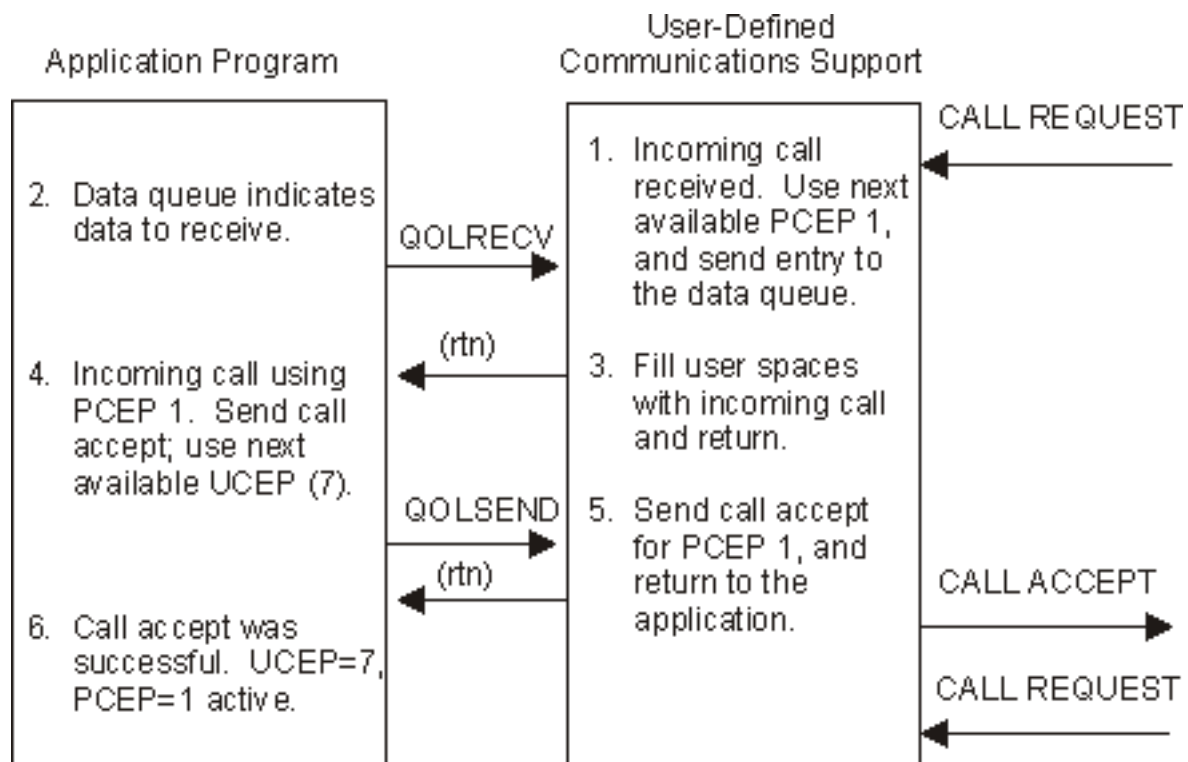 Application Program
User-Defined
Communications Support
CALL REQUEST
1. Incoming call
received. Use next
available PCEP 1,
and send entry to
the data queue.
2. Data queue indicates
data to receive.
QOLRECV
(rtn)
3. Fill user spaces
with incoming call
and return.
4. Incoming call using
PCEP 1. Send call
accept; use next
available UCEP (7).
QOLSEND
5. Send call accept
for PCEP 1, and
return to the
application.
(rtn)
CALL ACCEPT
6. Call accept was
successful. UCEP=7,
PCEP=1 active.
CALL REQUEST